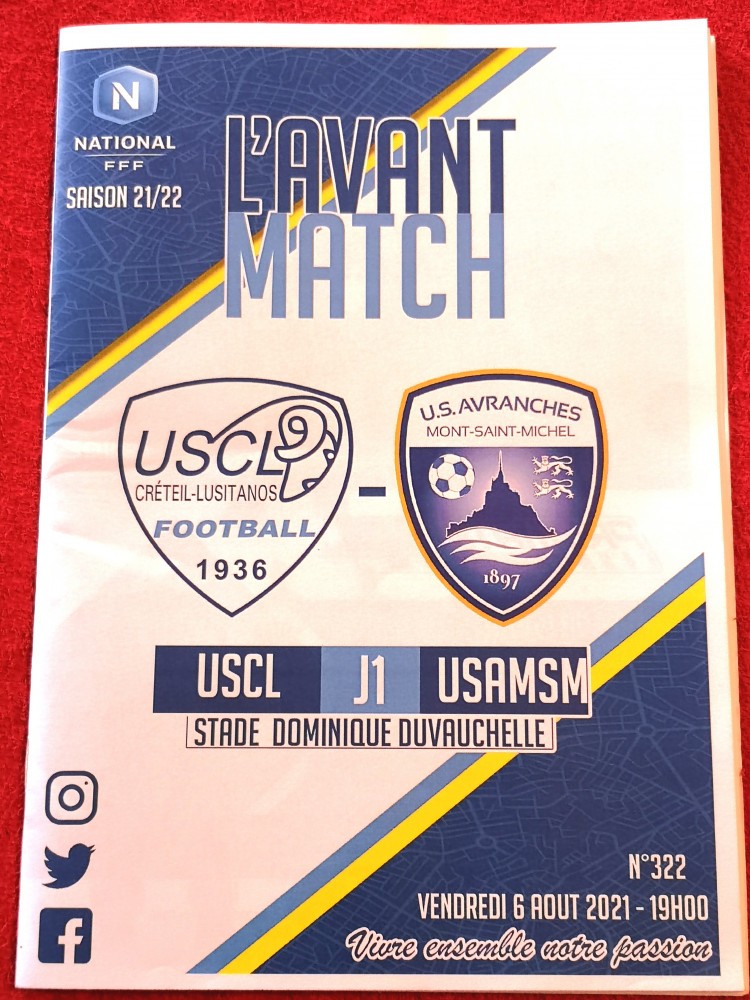 N
NATIONAL
FFF
SAISON 21/22
L'AVANT
MATCH
USCL
CRÉTEIL-LUSITANOS
FOOTBALL
1936
-
U.S. AVRANCHES
MONT-SAINT-MICHEL
1897
USCL J1 USAMSM
STADE DOMINIQUE DUVAUCHELLE
N°322
VENDREDI 6 AOUT 2021 - 19H00
Vivre ensemble notre passion